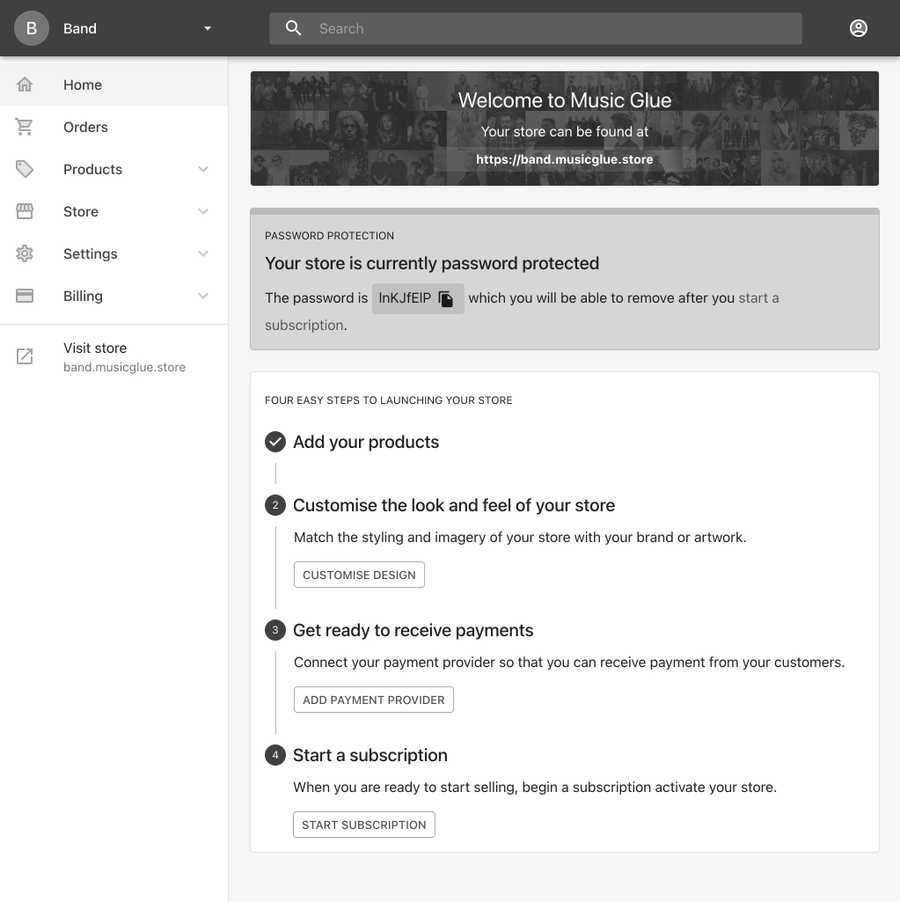 B
Band
Search
Home
Orders
Products
Store
Settings
Billing
Visit store
band.musicglue.store
Welcome to Music Glue
Your store can be found at
https://band.musicglue.store
PASSWORD PROTECTION
Your store is currently password protected
The password is InKJfElP which you will be able to remove after you start a
subscription.
FOUR EASY STEPS TO LAUNCHING YOUR STORE
Add your products
2 Customise the look and feel of your store
Match the styling and imagery of your store with your brand or artwork.
CUSTOMISE DESIGN
3 Get ready to receive payments
Connect your payment provider so that you can receive payment from your customers.
ADD PAYMENT PROVIDER
4 Start a subscription
When you are ready to start selling, begin a subscription activate your store.
START SUBSCRIPTION